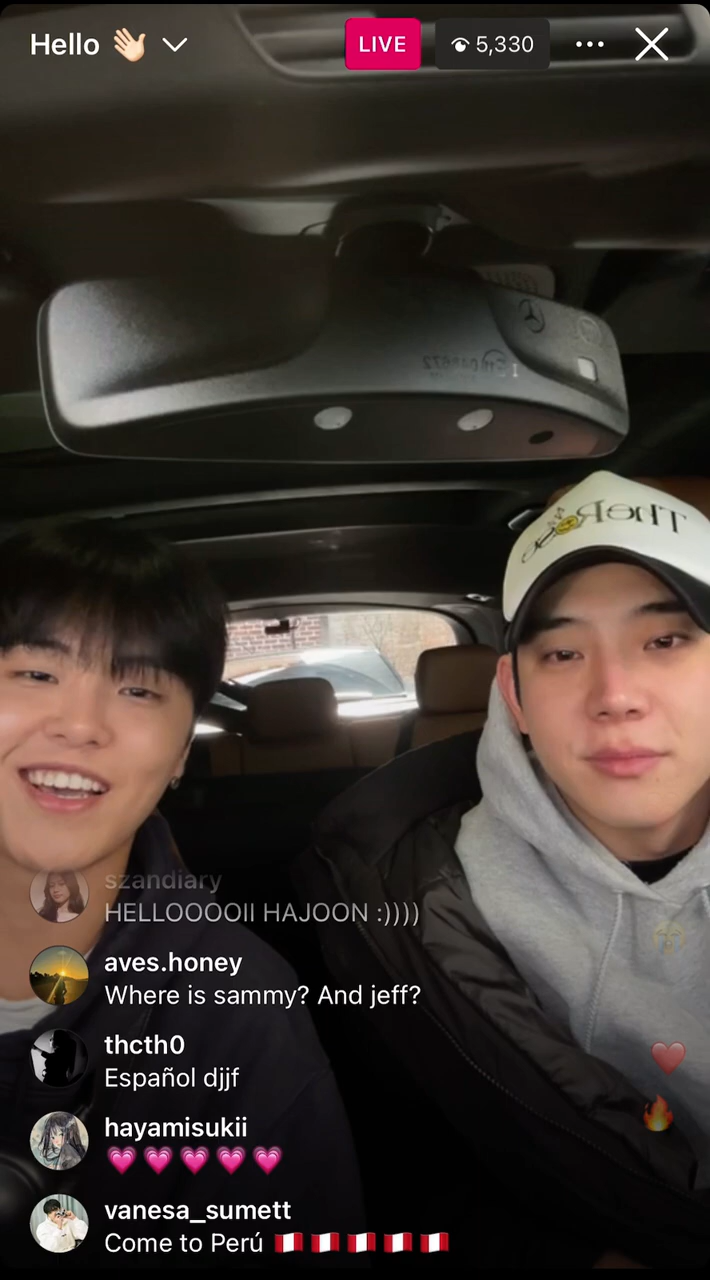 Hello 👋🏻
LIVE
5,330
TheR
szandiary
HELLOOOOII HAJOON :))))
aves.honey
Where is sammy? And jeff?
thcth0
Español djjf
hayamisukii
💗💗💗💗💗
vanesa_sumett
Come to Perú 🇵🇪🇵🇪🇵🇪🇵🇪🇵🇪